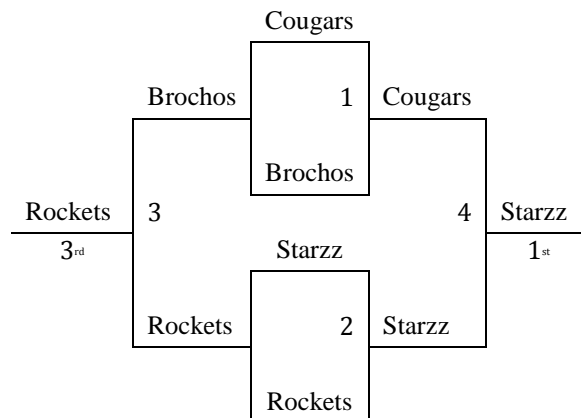 Cougars
Brochos 1 Cougars
Brochos
Rockets 3 4 Starzz
3rd 1st
Starzz
Rockets 2 Starzz
Rockets